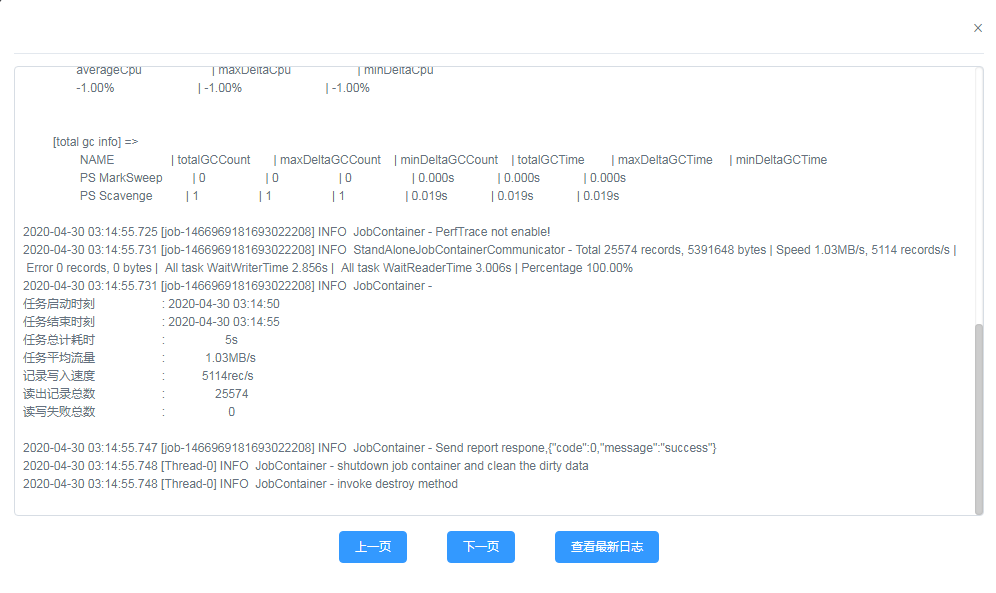 ×
averageCpu | maxDeltaCpu | minDeltaCpu
-1.00% | -1.00% | -1.00%
[total gc info] =>
NAME | totalGCCount | maxDeltaGCCount | minDeltaGCCount | totalGCTime | maxDeltaGCTime | minDeltaGCTime
PS MarkSweep | 0 | 0 | 0 | 0.000s | 0.000s | 0.000s
PS Scavenge | 1 | 1 | 1 | 0.019s | 0.019s | 0.019s
2020-04-30 03:14:55.725 [job-1466969181693022208] INFO JobContainer - PerfTrace not enable!
2020-04-30 03:14:55.731 [job-1466969181693022208] INFO StandAloneJobContainerCommunicator - Total 25574 records, 5391648 bytes | Speed 1.03MB/s, 5114 records/s |
Error 0 records, 0 bytes | All task WaitWriterTime 2.856s | All task WaitReaderTime 3.006s | Percentage 100.00%
2020-04-30 03:14:55.731 [job-1466969181693022208] INFO JobContainer -
任务启动时刻 : 2020-04-30 03:14:50
任务结束时刻 : 2020-04-30 03:14:55
任务总计耗时 : 5s
任务平均流量 : 1.03MB/s
记录写入速度 : 5114rec/s
读出记录总数 : 25574
读写失败总数 : 0
2020-04-30 03:14:55.747 [job-1466969181693022208] INFO JobContainer - Send report respone,{"code":0,"message":"success"}
2020-04-30 03:14:55.748 [Thread-0] INFO JobContainer - shutdown job container and clean the dirty data
2020-04-30 03:14:55.748 [Thread-0] INFO JobContainer - invoke destroy method
上一页 下一页 查看最新日志